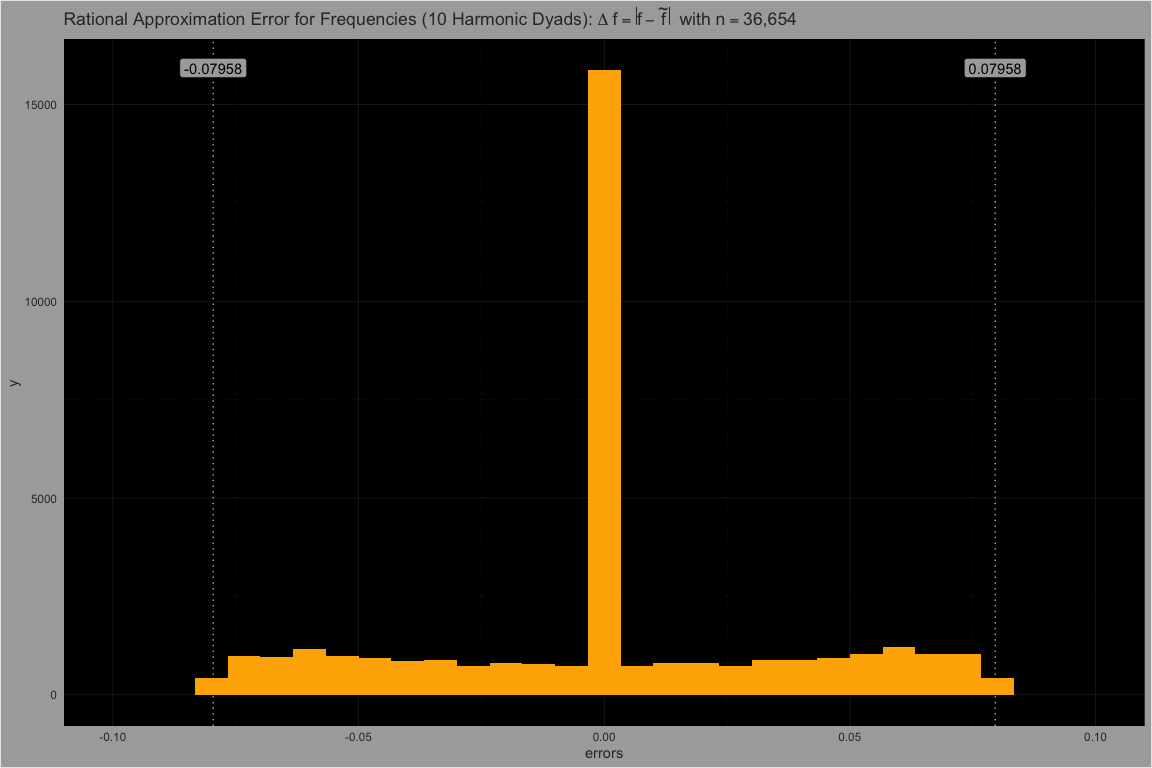 Rational Approximation Error for Frequencies (10 Harmonic Dyads): Δ f = |f − f̃| with n = 36,654
-0.07958 0.07958
15000
10000
y
5000
0
-0.10 -0.05 0.00 0.05 0.10
errors